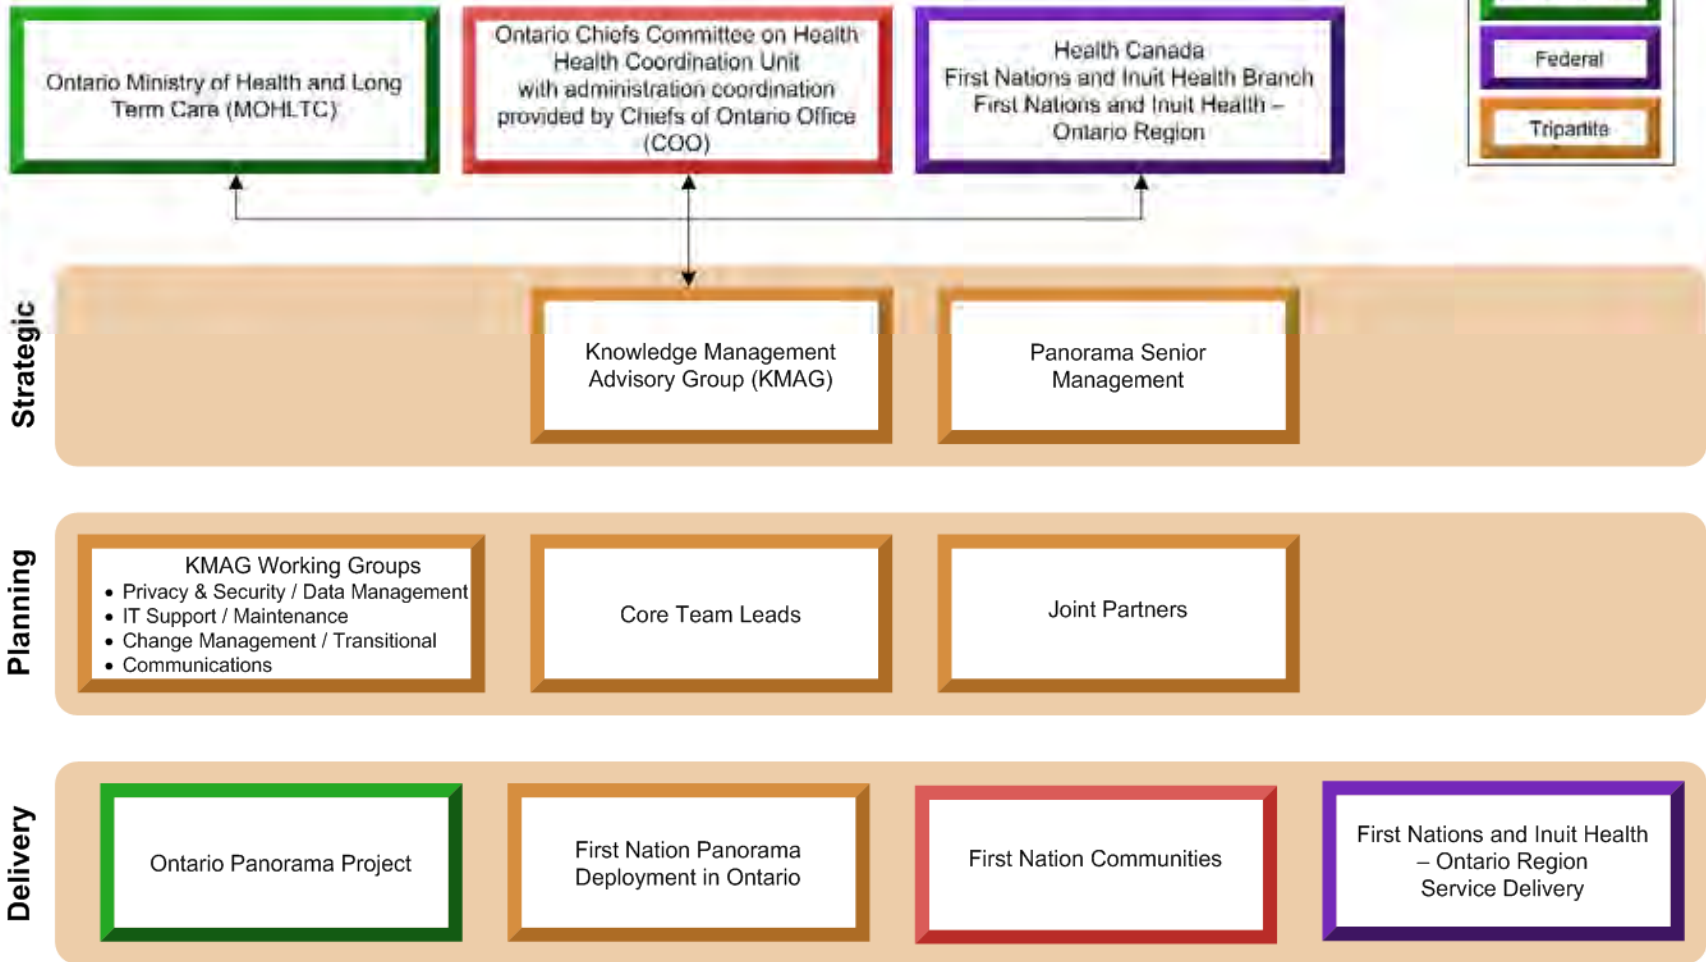 Ontario Ministry of Health and Long
Term Care (MOHLTC)
Ontario Chiefs Committee on Health
Health Coordination Unit
with administration coordination
provided by Chiefs of Ontario Office
(COO)
Health Canada
First Nations and Inuit Health Branch
First Nations and Inuit Health –
Ontario Region
Federal
Tripartite
Strategic
Knowledge Management
Advisory Group (KMAG)
Panorama Senior
Management
Planning
KMAG Working Groups
• Privacy & Security / Data Management
• IT Support / Maintenance
• Change Management / Transitional
• Communications
Core Team Leads
Joint Partners
Delivery
Ontario Panorama Project
First Nation Panorama
Deployment in Ontario
First Nation Communities
First Nations and Inuit Health
– Ontario Region
Service Delivery